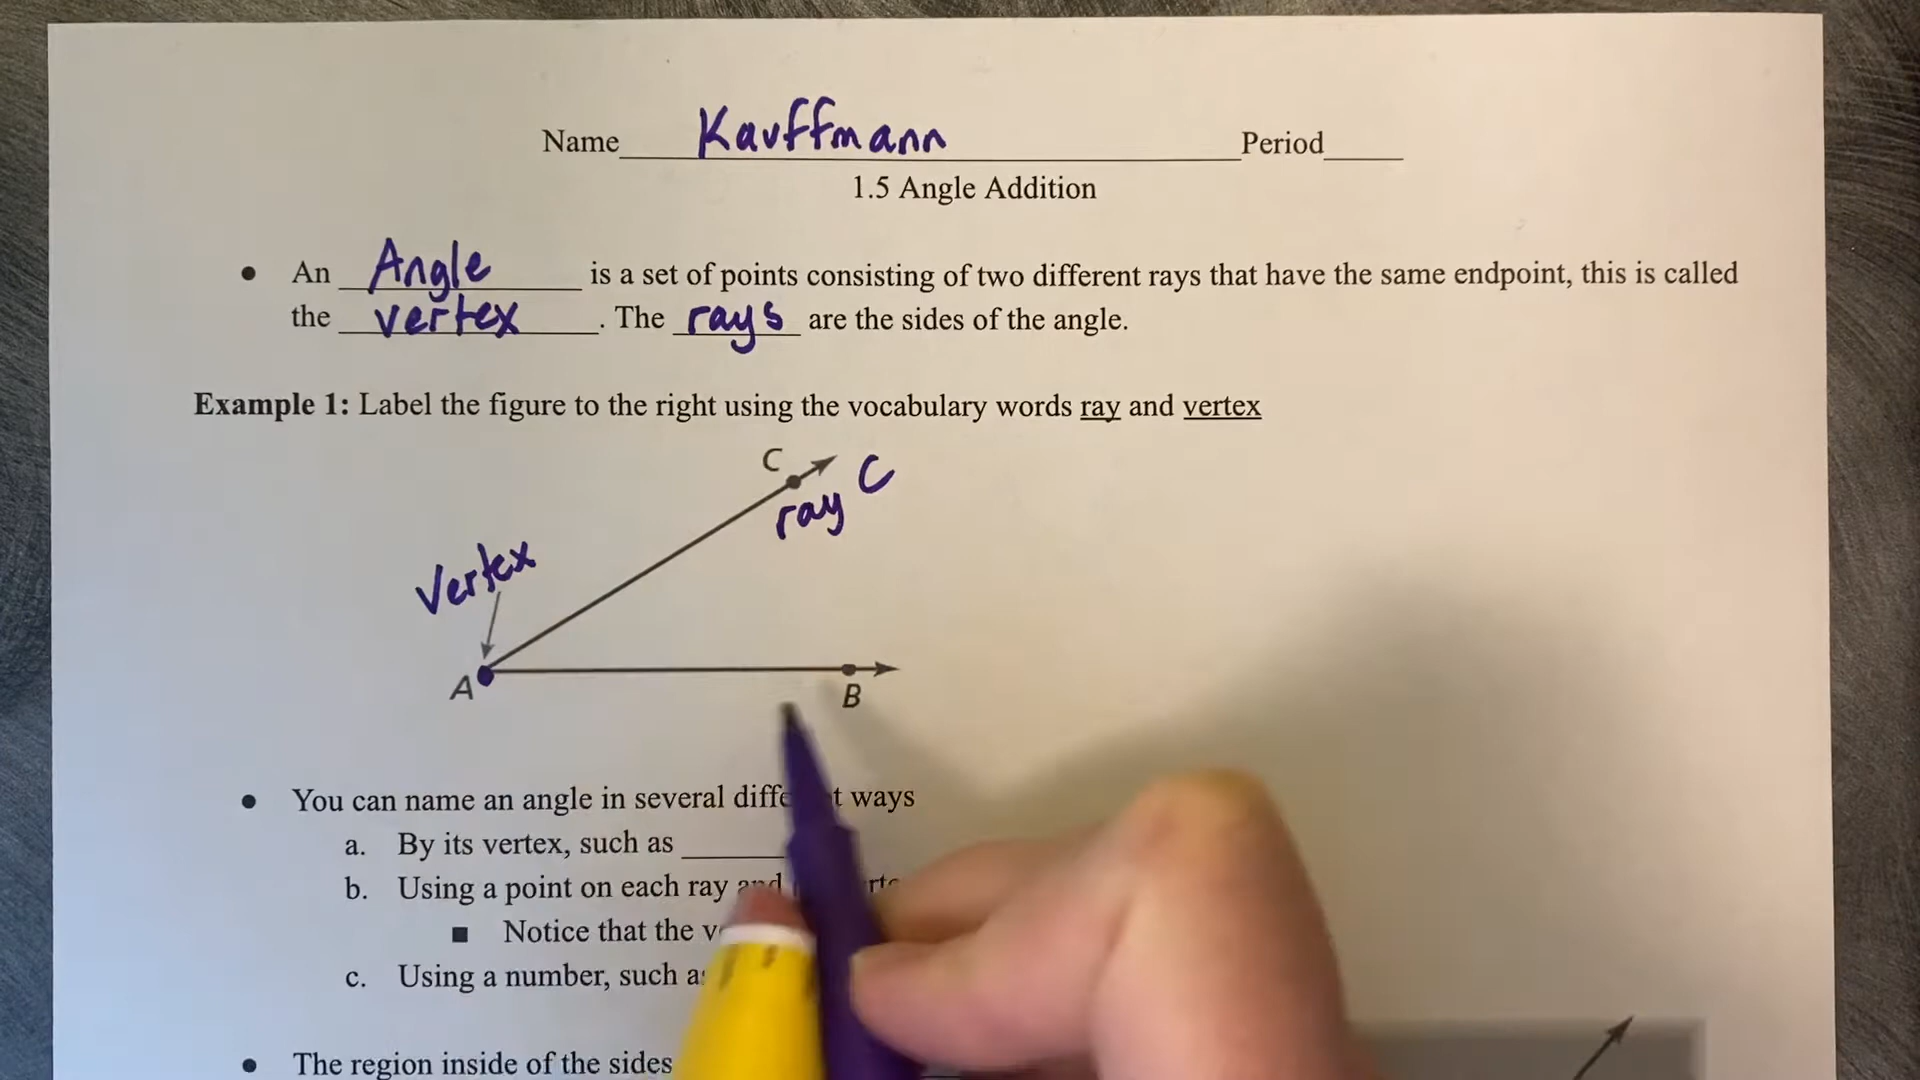 Name Kauffmann Period
1.5 Angle Addition
• An Angle is a set of points consisting of two different rays that have the same endpoint, this is called
the vertex. The rays are the sides of the angle.
Example 1: Label the figure to the right using the vocabulary words ray and vertex
C
ray C
Vertex
A
B
• You can name an angle in several ways
a. By its vertex, such as
b. Using a point on each ray and
■ Notice that the
c. Using a number, such
• The region inside of the sides